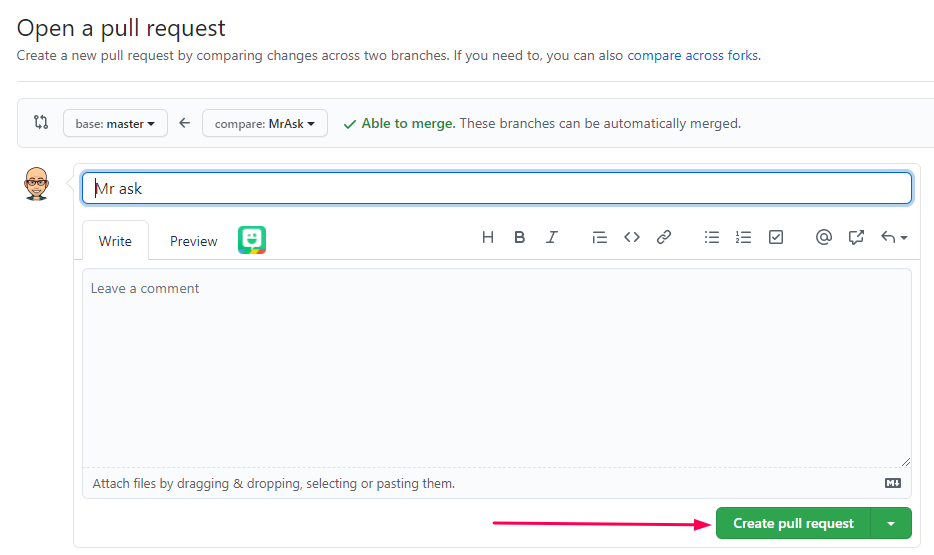 Open a pull request
Create a new pull request by comparing changes across two branches. If you need to, you can also compare across forks.
base: master compare: MrAsk Able to merge. These branches can be automatically merged.
Mr ask
Write Preview H B I
Leave a comment
Attach files by dragging & dropping, selecting or pasting them.
Create pull request